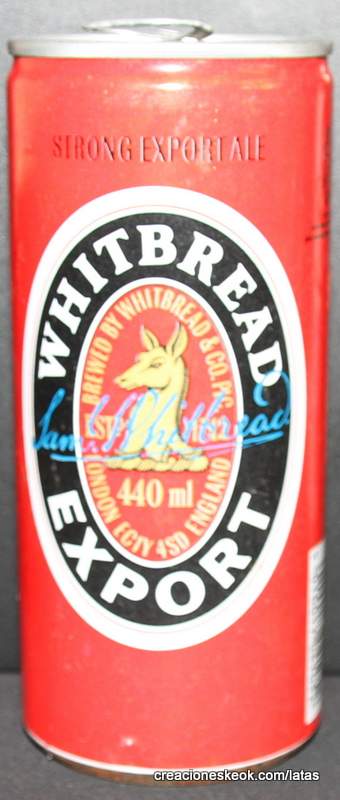 STRONG EXPORT ALE
WHITBREAD
BREWED BY WHITBREAD & CO. PLC
Sam.l Whitbread
440 ml
LONDON EC1Y 4SD ENGLAND
EXPORT
creacioneskeok.com/latas